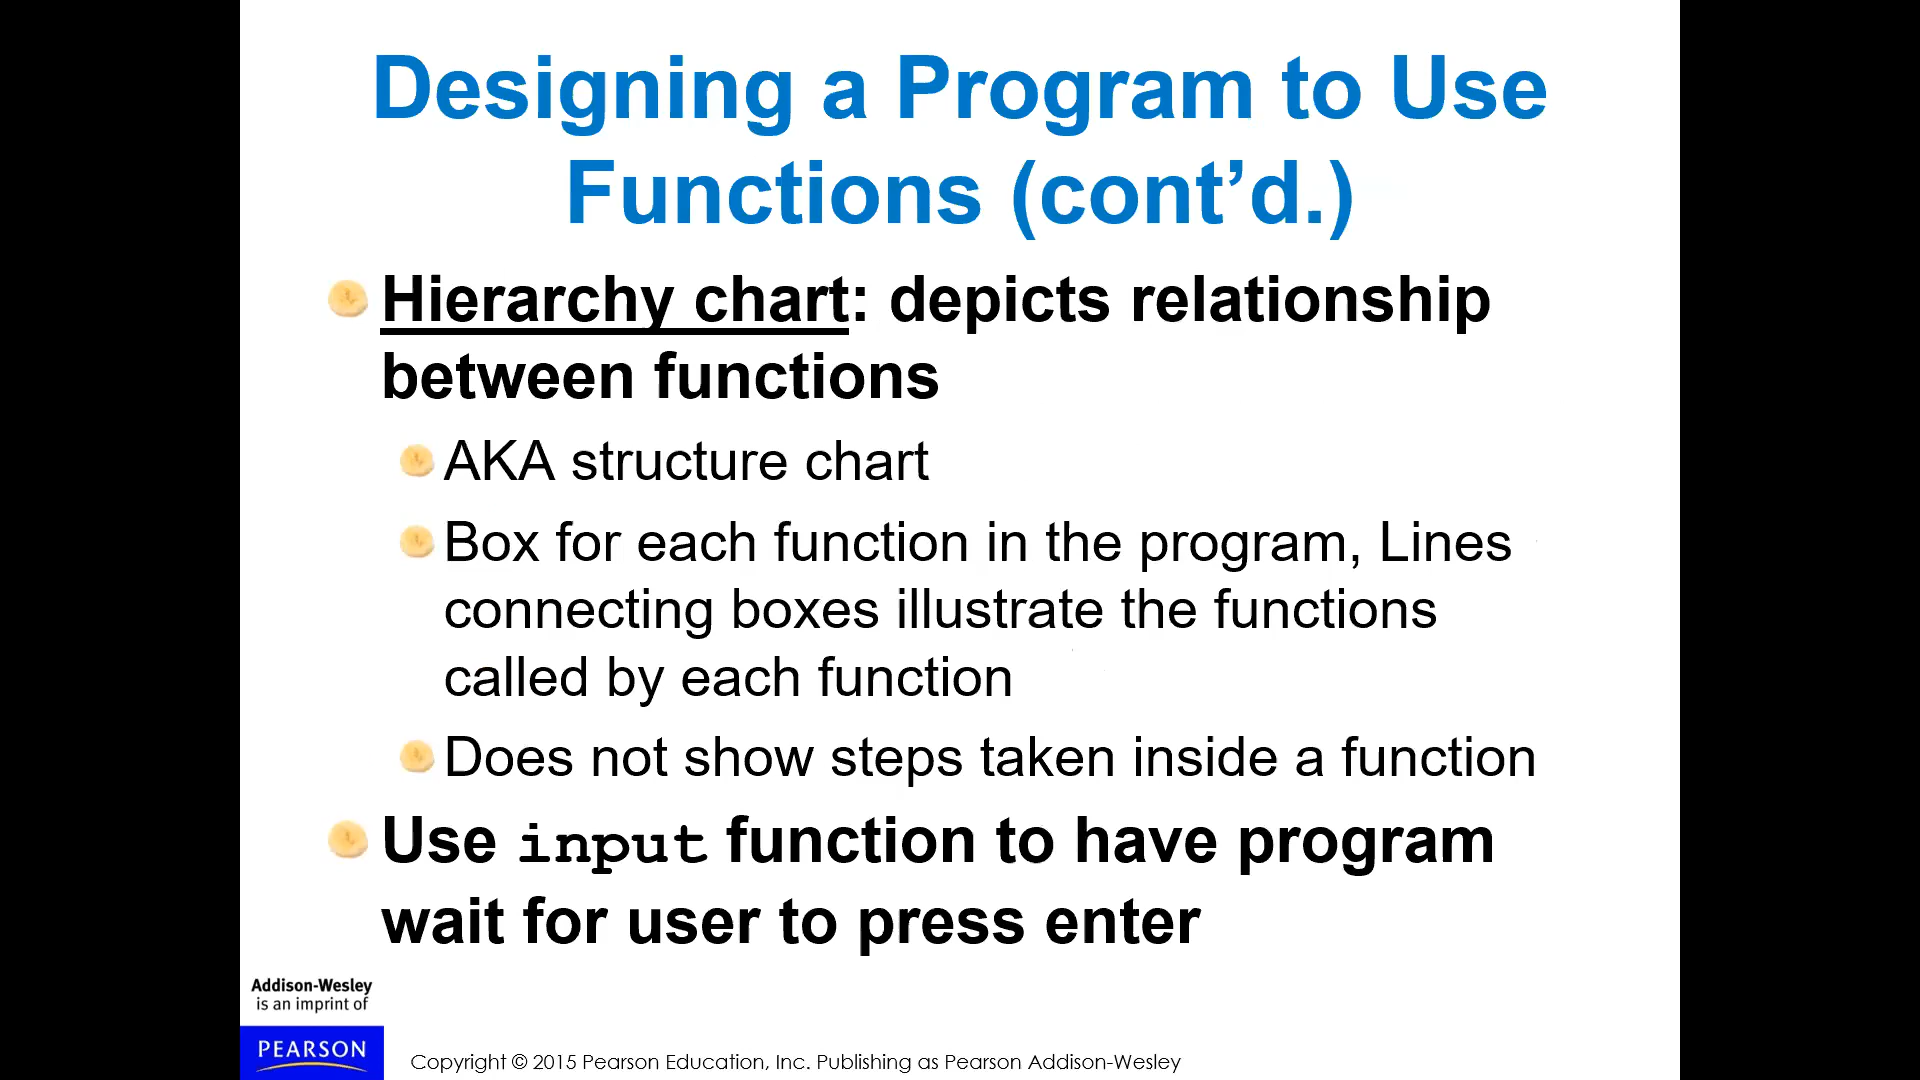 Designing a Program to Use
Functions (cont’d.)
Hierarchy chart: depicts relationship
between functions
AKA structure chart
Box for each function in the program, Lines
connecting boxes illustrate the functions
called by each function
Does not show steps taken inside a function
Use input function to have program
wait for user to press enter
Addison-Wesley
is an imprint of
PEARSON
Copyright © 2015 Pearson Education, Inc. Publishing as Pearson Addison-Wesley